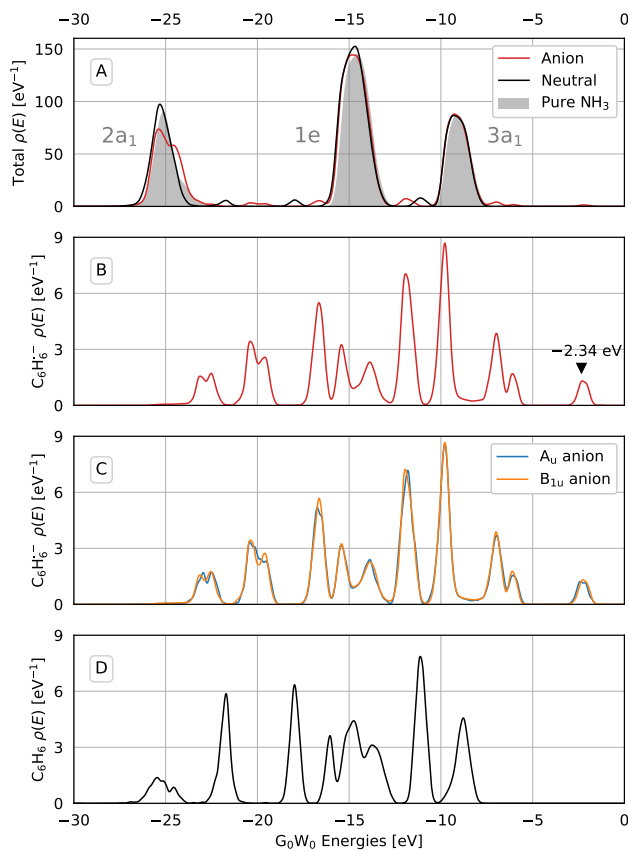 −30 −25 −20 −15 −10 −5 0
150
100
50
0
Total ρ(E) [eV⁻¹]
A
2a₁
1e
3a₁
Anion
Neutral
Pure NH₃
9
6
3
0
C₆H₆•⁻ ρ(E) [eV⁻¹]
B
−2.34 eV
9
6
3
0
C₆H₆•⁻ ρ(E) [eV⁻¹]
C
Aᵤ anion
B₁ᵤ anion
9
6
3
0
C₆H₆ ρ(E) [eV⁻¹]
D
−30 −25 −20 −15 −10 −5 0
G₀W₀ Energies [eV]